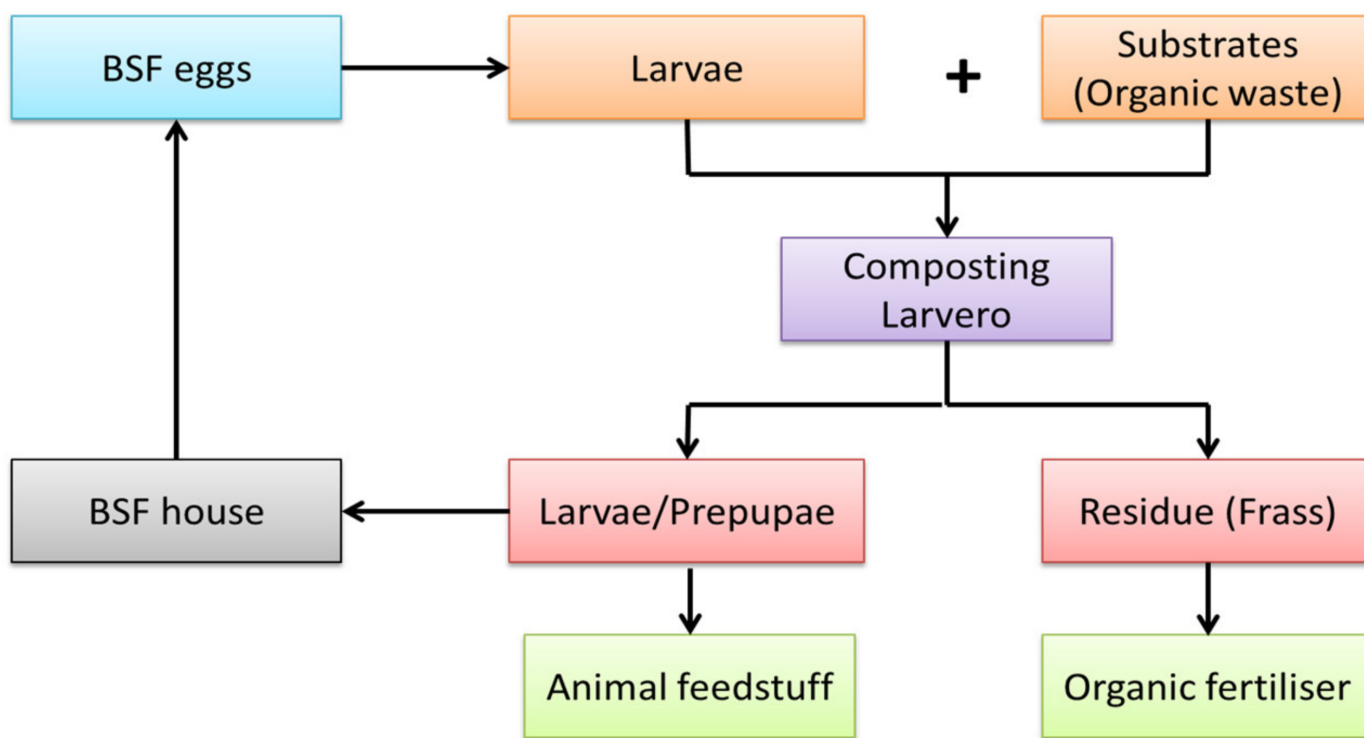 BSF eggs
Larvae
+
Substrates
(Organic waste)
Composting
Larvero
BSF house
Larvae/Prepupae
Residue (Frass)
Animal feedstuff
Organic fertiliser